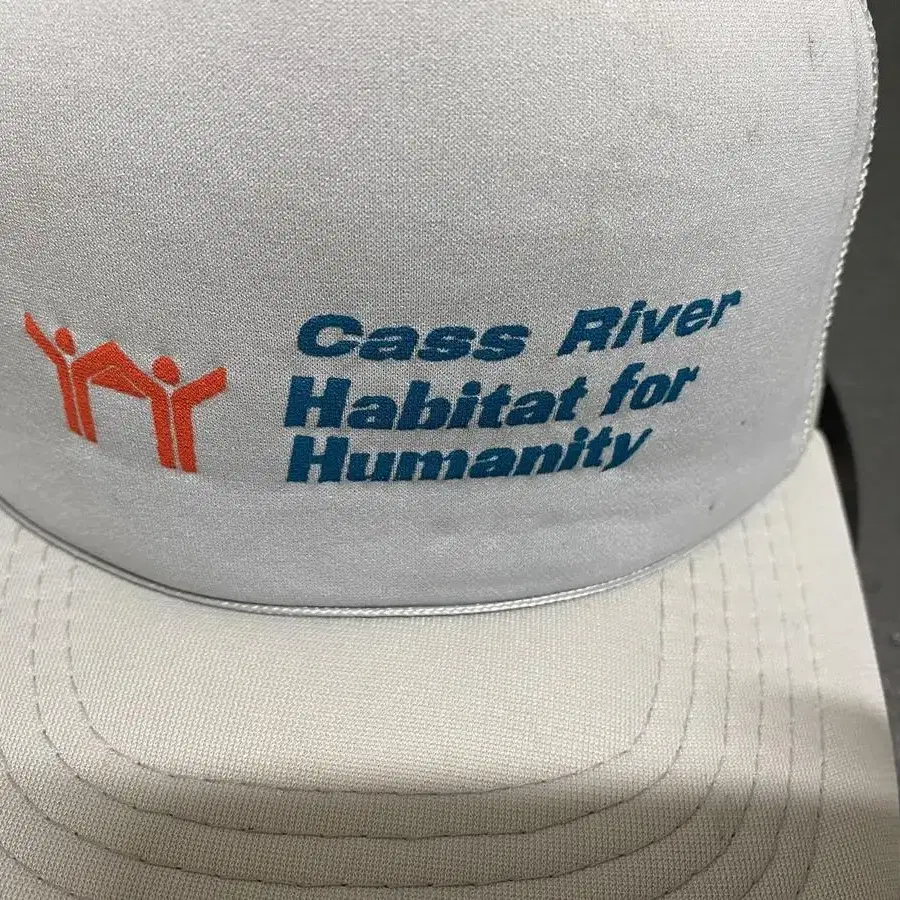 Cass River
Habitat for
Humanity